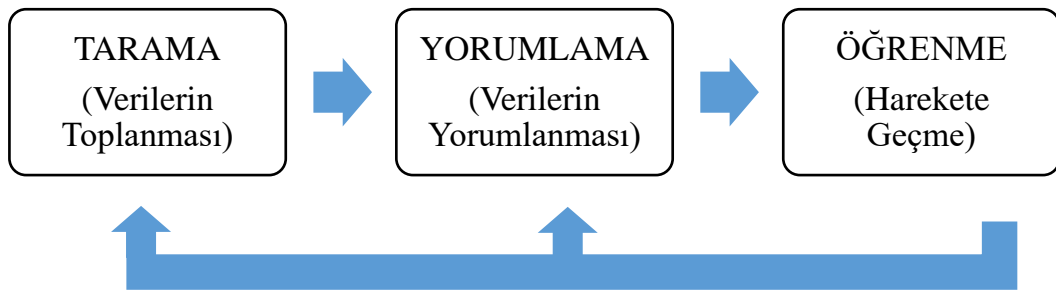 TARAMA
(Verilerin
Toplanması)
YORUMLAMA
(Verilerin
Yorumlanması)
ÖĞRENME
(Harekete
Geçme)